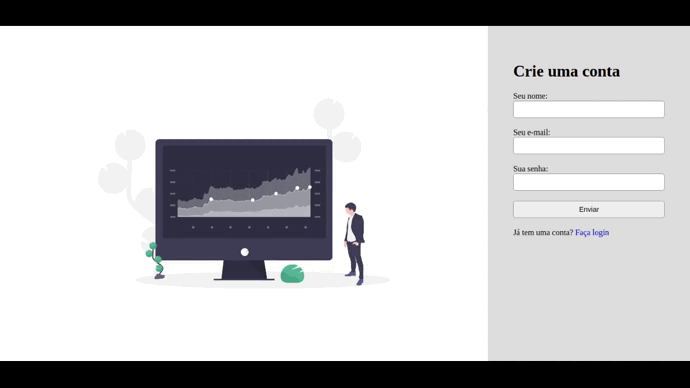 Crie uma conta
Seu nome:
Seu e-mail:
Sua senha:
Enviar
Já tem uma conta? Faça login